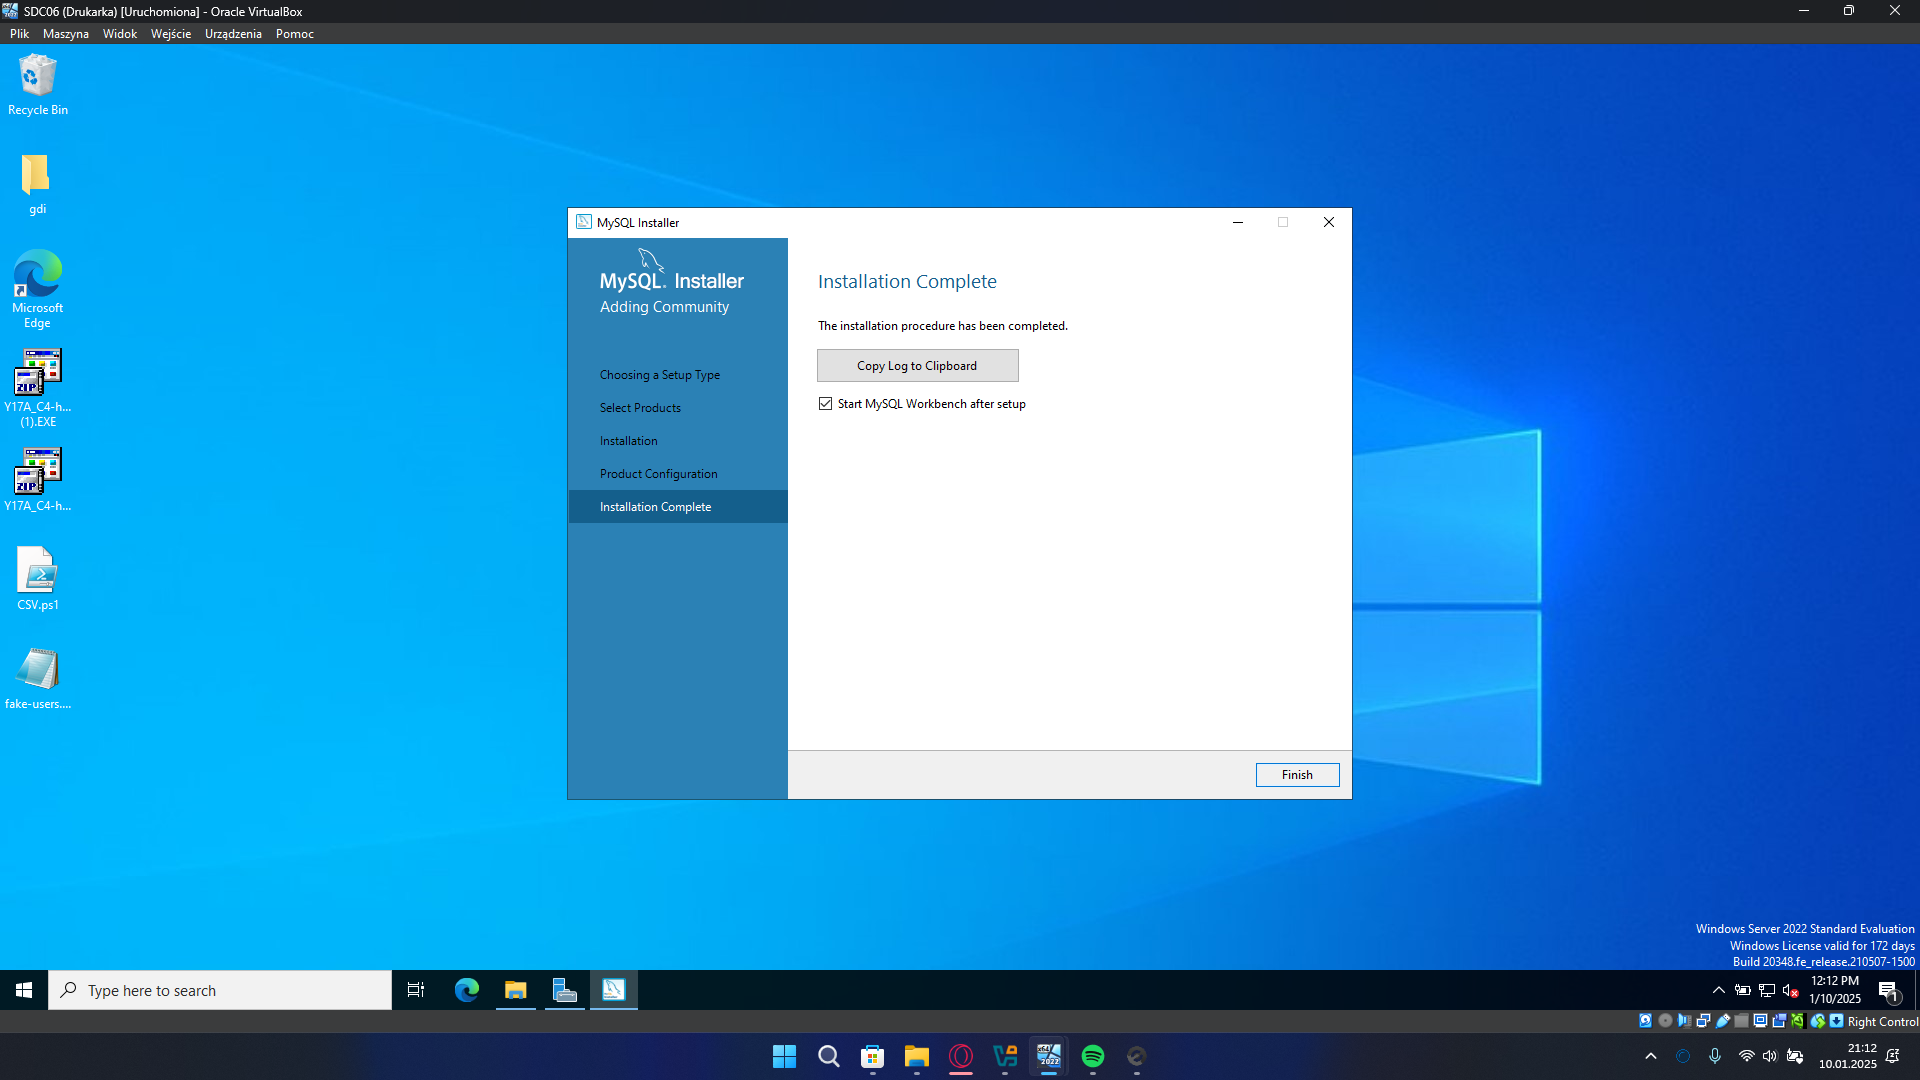 SDC06 (Drukarka) [Uruchomiona] - Oracle VirtualBox
Plik Maszyna Widok Wejście Urządzenia Pomoc
Recycle Bin
gdi
Microsoft
Edge
Y17A_C4-h...
(1).EXE
Y17A_C4-h...
CSV.ps1
fake-users....
MySQL Installer
MySQL Installer
Adding Community
Choosing a Setup Type
Select Products
Installation
Product Configuration
Installation Complete
Installation Complete
The installation procedure has been completed.
Copy Log to Clipboard
Start MySQL Workbench after setup
Finish
Windows Server 2022 Standard Evaluation
Windows License valid for 172 days
Build 20348.fe_release.210507-1500
Type here to search
12:12 PM
1/10/2025
1
Right Control
21:12
10.01.2025